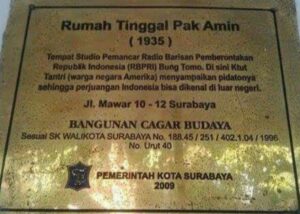 Rumah Tinggal Pak Amin
( 1935 )
Tempat Studio Pemancar Radio Barisan Pemberontakan
Republik Indonesia (RBPRI) Bung Tomo. Di sini Ktut
Tantri (warga negara Amerika) menyampaikan pidatonya
sehingga perjuangan Indonesia bisa dikenal di luar negeri.
Jl. Mawar 10 - 12 Surabaya
BANGUNAN CAGAR BUDAYA
Sesuai SK WALIKOTA SURABAYA No. 188.45 / 251 / 402.1.04 / 1996
No. Urut 40
PEMERINTAH KOTA SURABAYA
2009